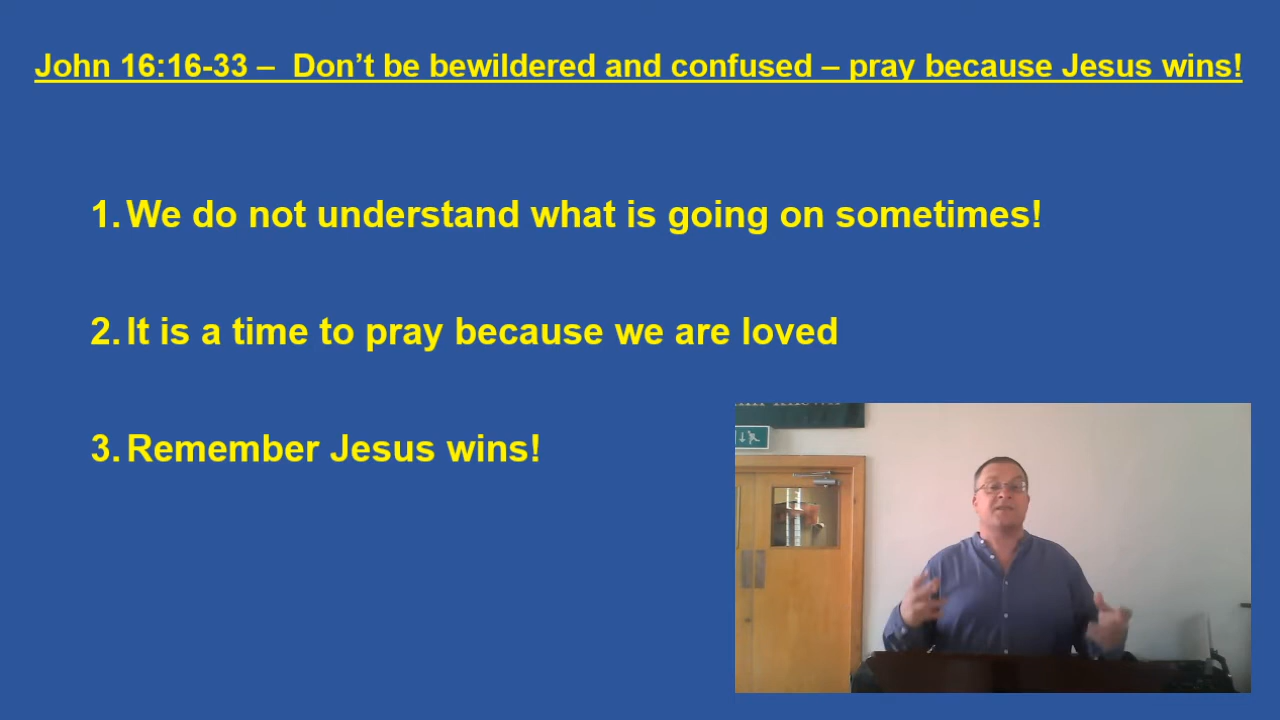 John 16:16-33 – Don’t be bewildered and confused – pray because Jesus wins!
1. We do not understand what is going on sometimes!
2. It is a time to pray because we are loved
3. Remember Jesus wins!